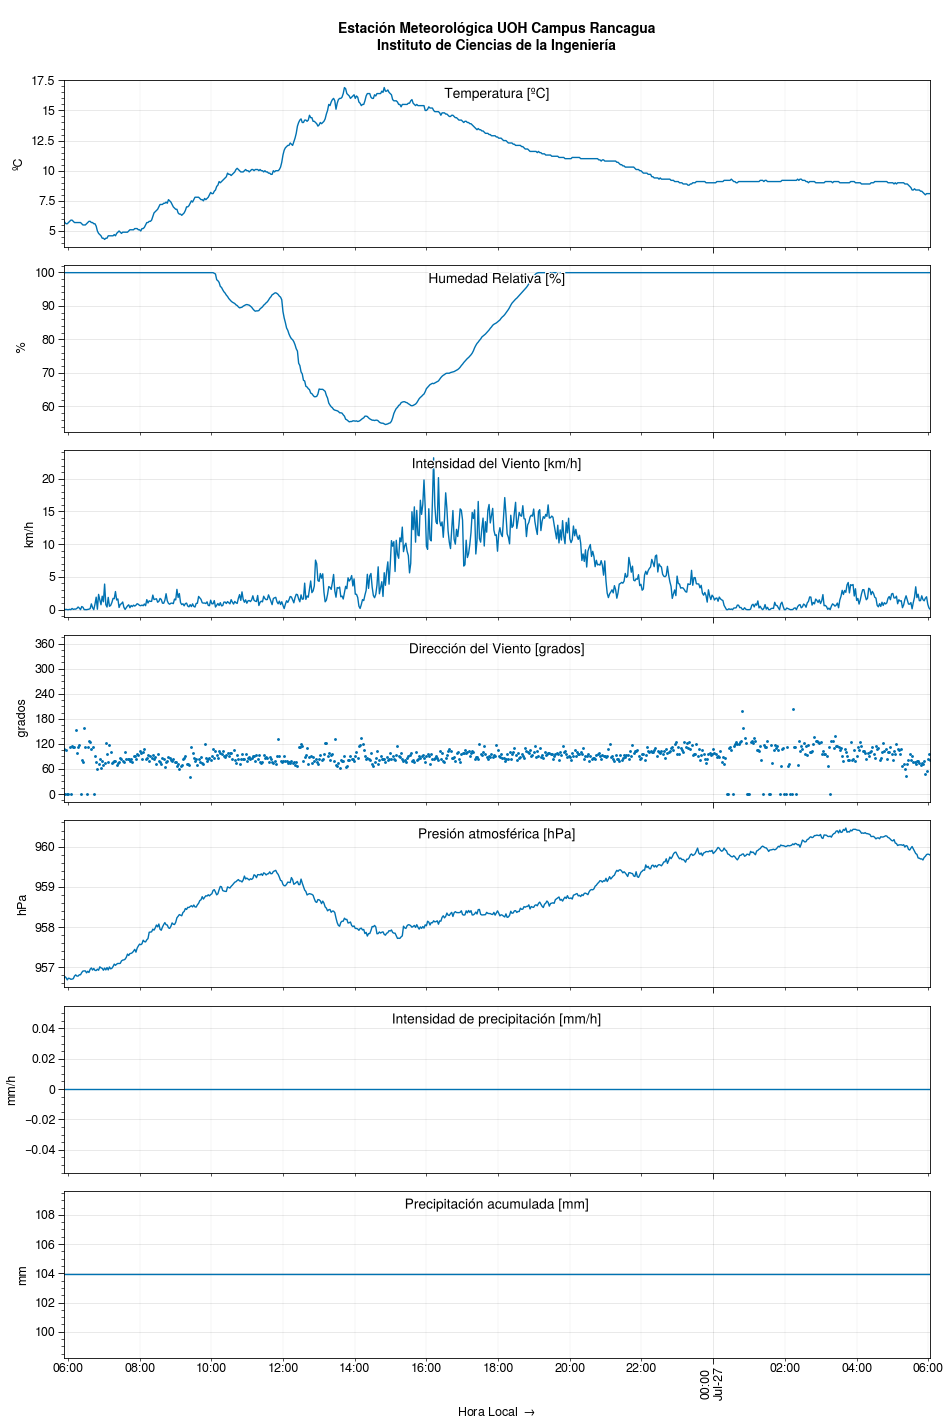 Estación Meteorológica UOH Campus Rancagua
Instituto de Ciencias de la Ingeniería
Temperatura [ºC]
ºC
17.5
15
12.5
10
7.5
5
Humedad Relativa [%]
%
100
90
80
70
60
Intensidad del Viento [km/h]
km/h
20
15
10
5
0
Dirección del Viento [grados]
grados
360
300
240
180
120
60
0
Presión atmosférica [hPa]
hPa
960
959
958
957
Intensidad de precipitación [mm/h]
mm/h
0.04
0.02
0
−0.02
−0.04
Precipitación acumulada [mm]
mm
108
106
104
102
100
06:00 08:00 10:00 12:00 14:00 16:00 18:00 20:00 22:00 00:00 02:00 04:00 06:00
Jul-27
Hora Local →